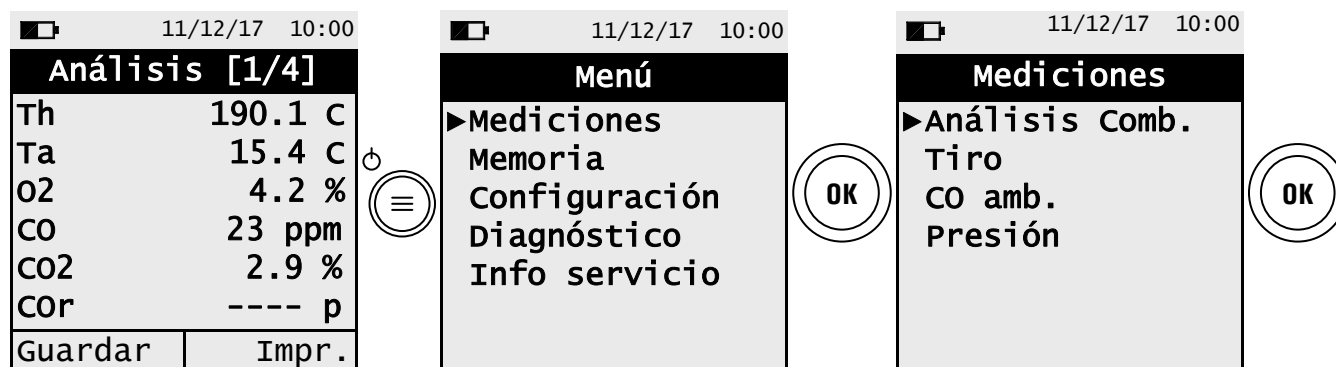 11/12/17 10:00
Análisis [1/4]
Th 190.1 C
Ta 15.4 C
O2 4.2 %
CO 23 ppm
CO2 2.9 %
COr ---- p
Guardar Impr.
11/12/17 10:00
Menú
▶Mediciones
Memoria
Configuración
Diagnóstico
Info servicio
OK
11/12/17 10:00
Mediciones
▶Análisis Comb.
Tiro
CO amb.
Presión
OK